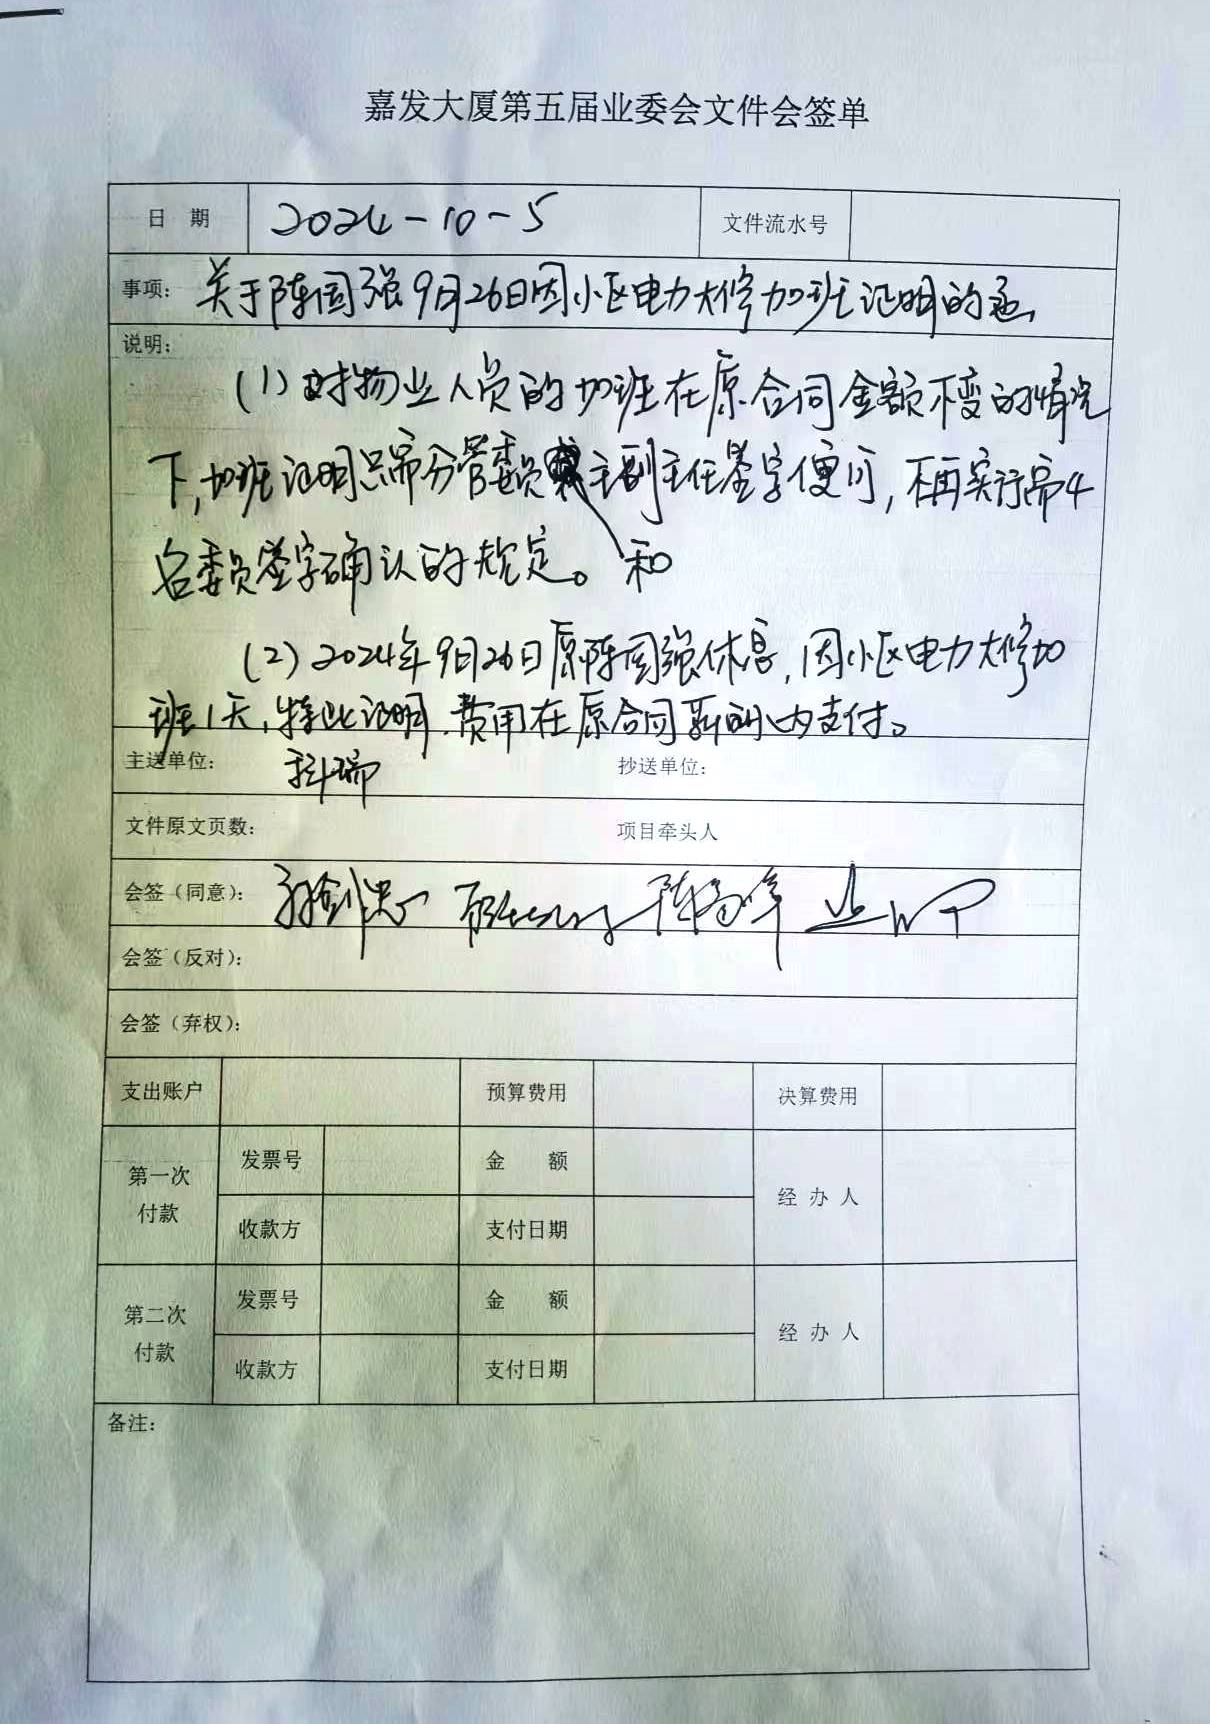 嘉发大厦第五届业委会文件会签单
日 期 2024-10-5 文件流水号
事项: 关于陈国强9月26日因小区电力大修加班证明的函
说明:
(1)对物业人员的加班在原合同金额不变的情况
下,加班证明只需分管委员和主副主任签字便可,不再实行需4
名委员签字确认的规定。
(2)2024年9月26日原陈国强休息,因小区电力大修加
班1天,特此证明.费用在原合同 内支付。
主送单位: 科瑞 抄送单位:
文件原文页数: 项目牵头人
会签(同意):
会签(反对):
会签(弃权):
支出账户 预算费用 决算费用
第一次付款 发票号 金 额 经 办 人
收款方 支付日期
第二次付款 发票号 金 额 经 办 人
收款方 支付日期
备注: